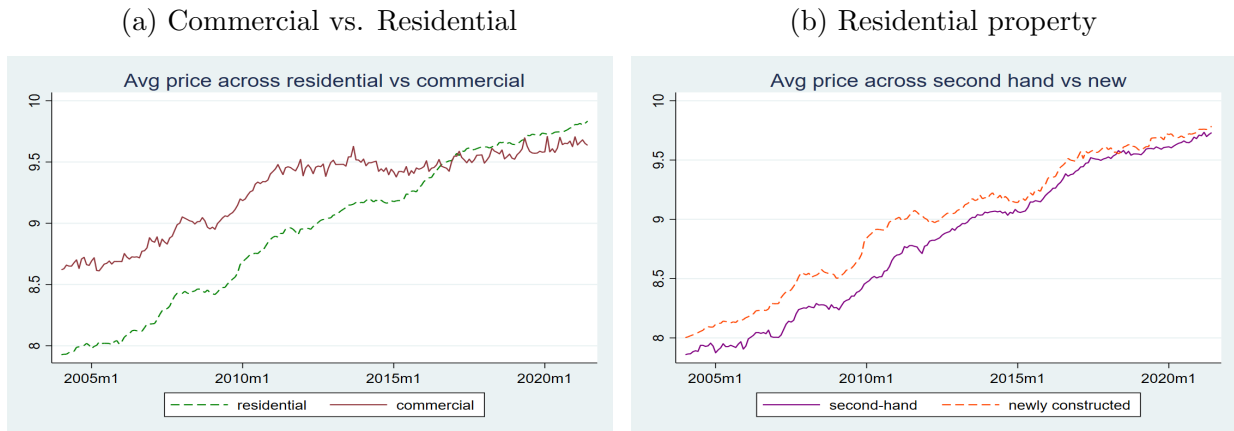 (a) Commercial vs. Residential
Avg price across residential vs commercial
10
9.5
9
8.5
8
2005m1 2010m1 2015m1 2020m1
residential commercial
(b) Residential property
Avg price across second hand vs new
10
9.5
9
8.5
8
2005m1 2010m1 2015m1 2020m1
second-hand newly constructed